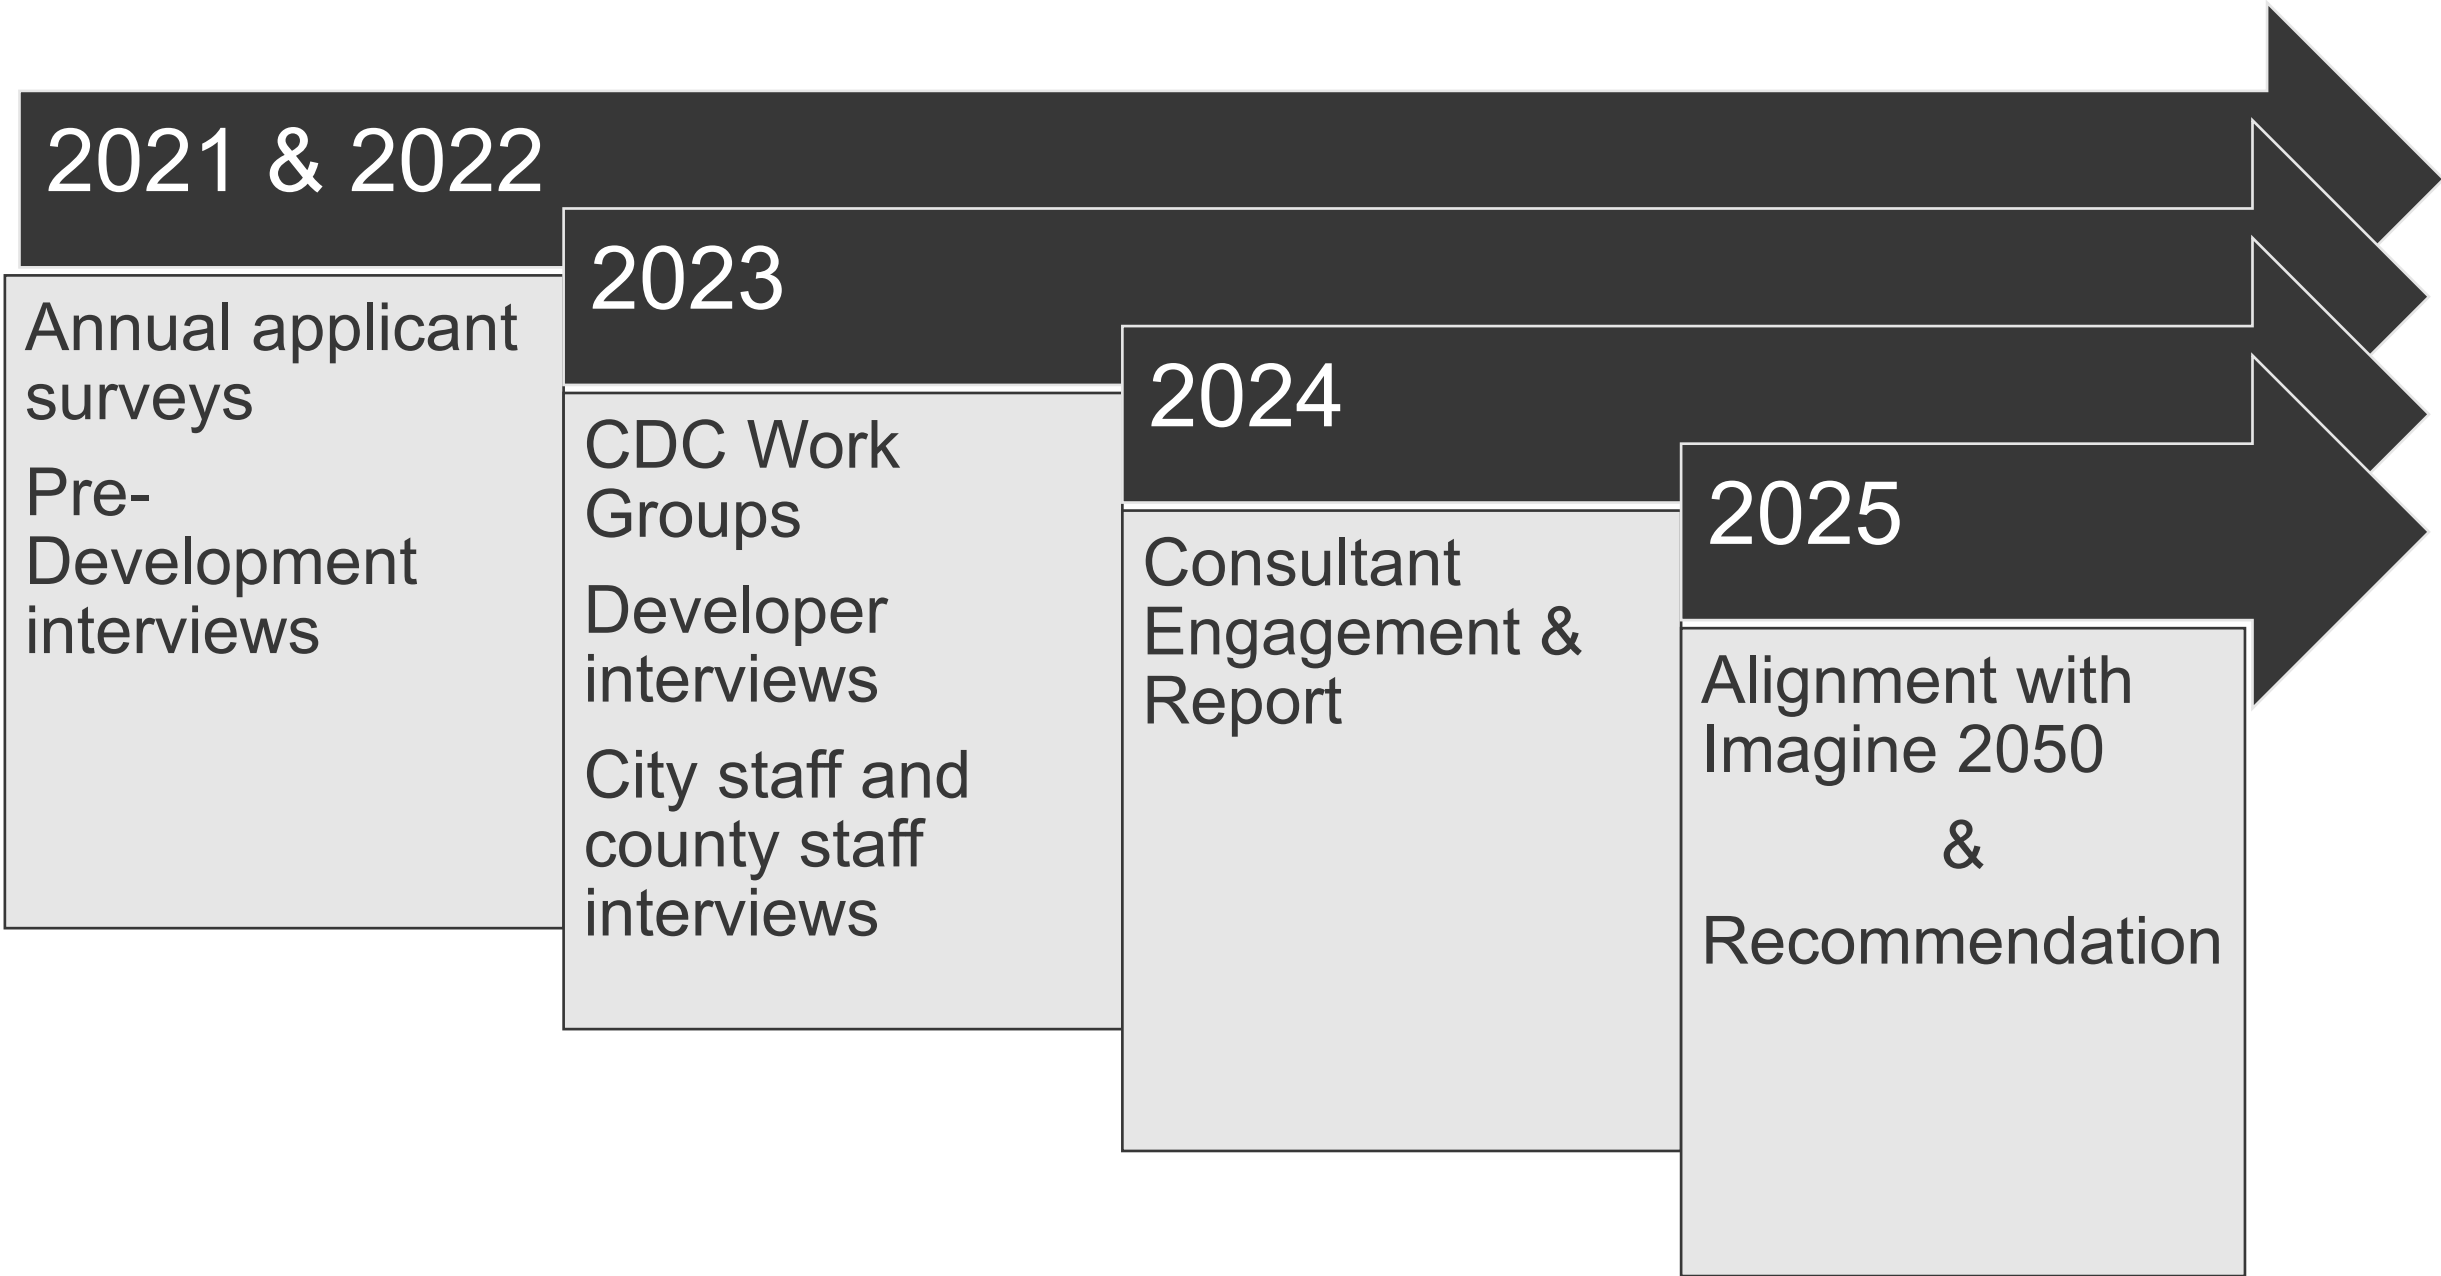 2021 & 2022
Annual applicant
surveys
Pre-
Development
interviews
2023
CDC Work
Groups
Developer
interviews
City staff and
county staff
interviews
2024
Consultant
Engagement &
Report
2025
Alignment with
Imagine 2050
&
Recommendation